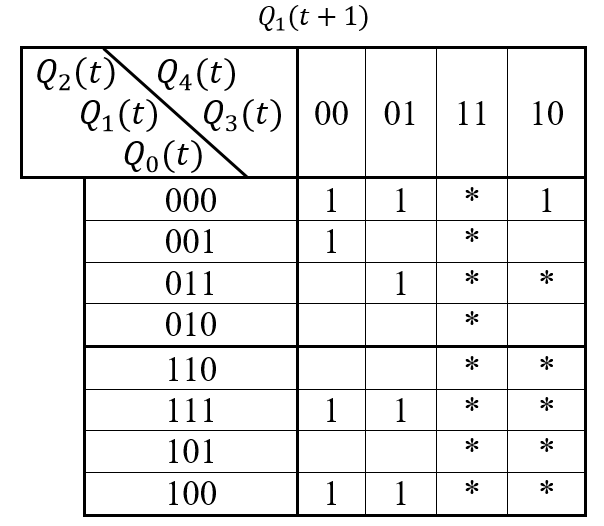 Q₁(t + 1)
Q₂(t) Q₄(t)
Q₁(t) Q₃(t) 00 01 11 10
Q₀(t)
000 1 1 * 1
001 1 *
011 1 * *
010 *
110 * *
111 1 1 * *
101 * *
100 1 1 * *